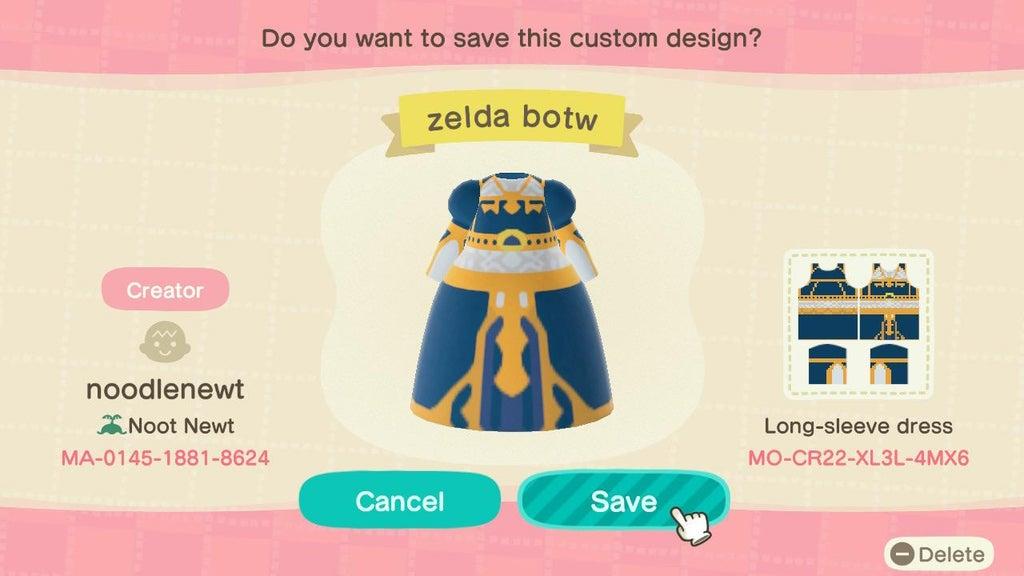 Do you want to save this custom design?
zelda botw
Creator
noodlenewt
Noot Newt
MA-0145-1881-8624
Long-sleeve dress
MO-CR22-XL3L-4MX6
Cancel
Save
Delete